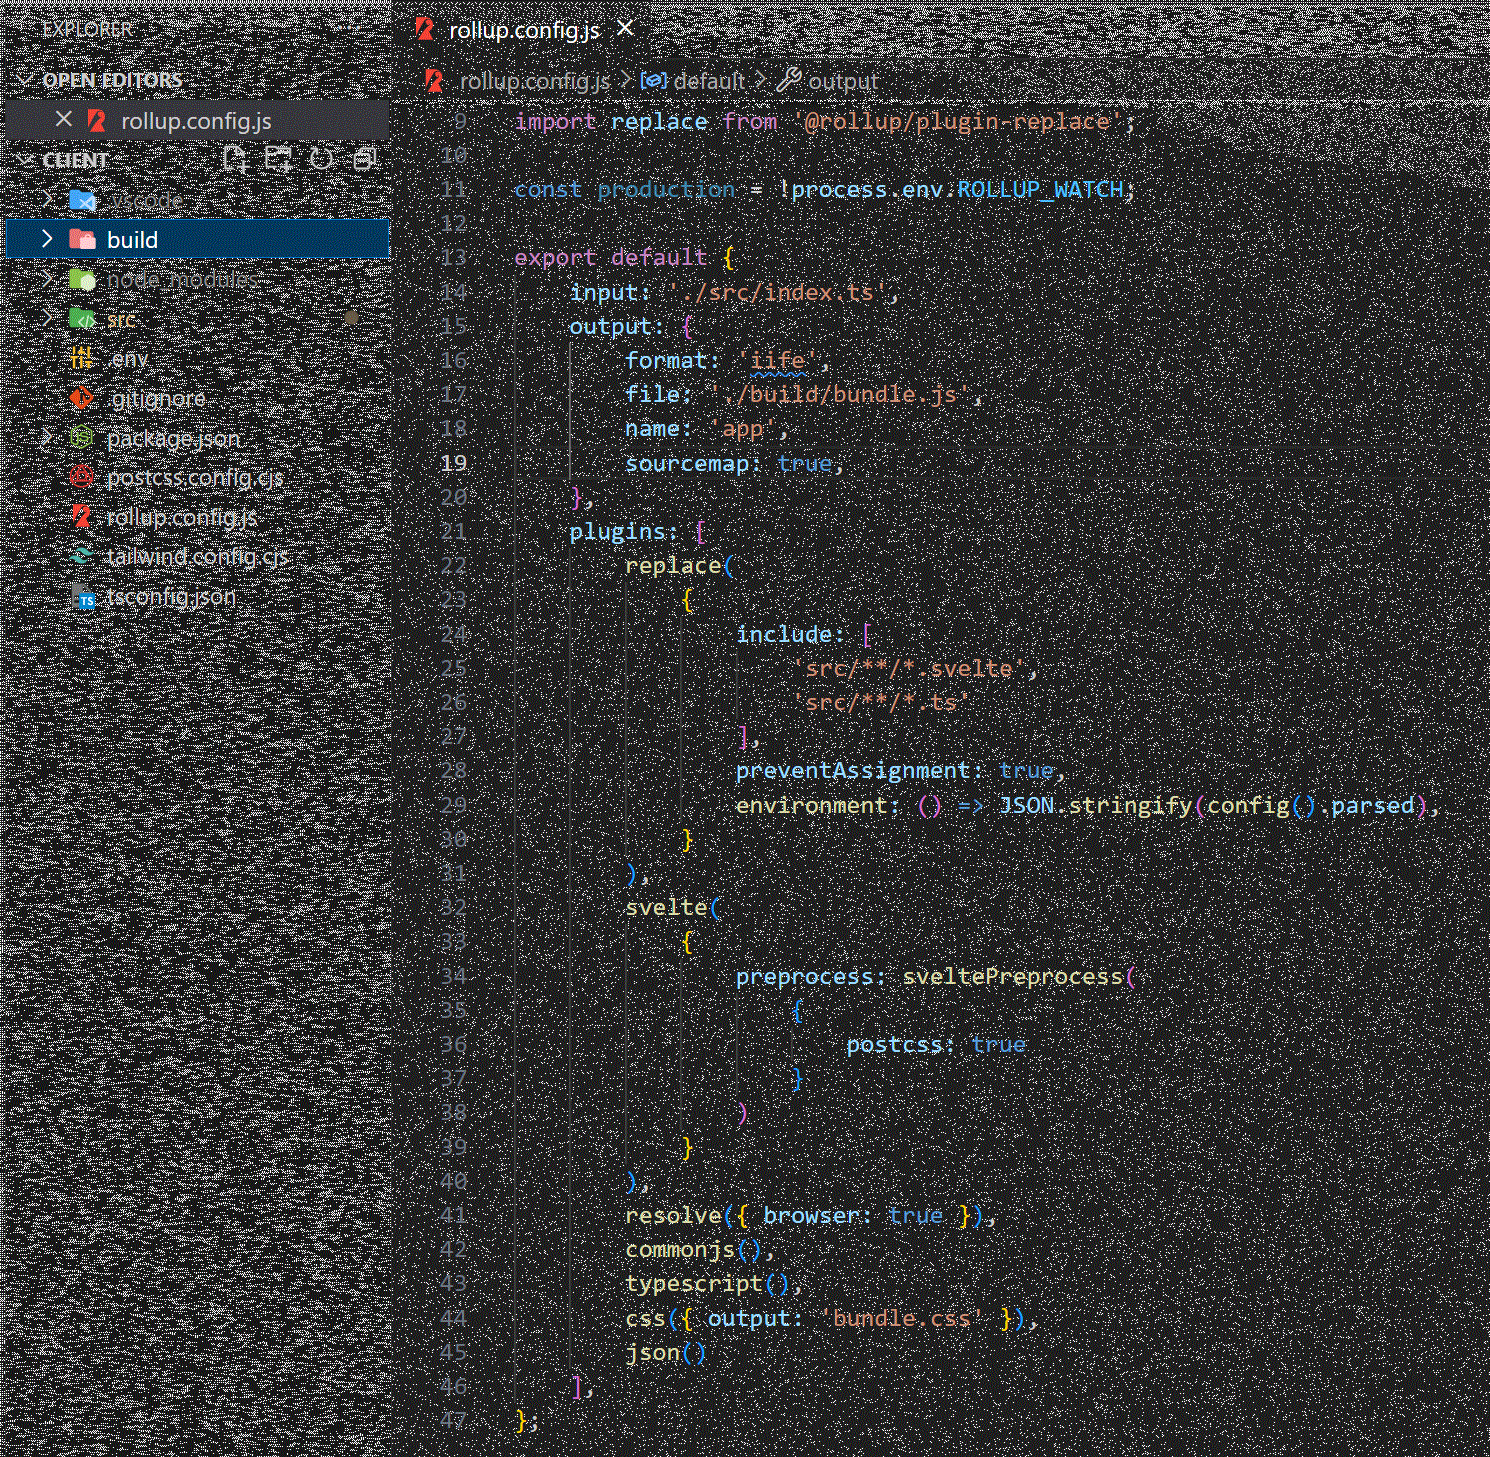 EXPLORER
OPEN EDITORS
rollup.config.js
CLIENT
.vscode
build
node_modules
src
.env
.gitignore
package.json
postcss.config.cjs
rollup.config.js
tailwind.config.cjs
tsconfig.json
rollup.config.js
rollup.config.js > default > output
9 import replace from '@rollup/plugin-replace';
10
11 const production = !process.env.ROLLUP_WATCH;
12
13 export default {
14 input: './src/index.ts',
15 output: {
16 format: 'iife',
17 file: './build/bundle.js',
18 name: 'app',
19 sourcemap: true,
20 },
21 plugins: [
22 replace(
23 {
24 include: [
25 'src/**/*.svelte',
26 'src/**/*.ts'
27 ],
28 preventAssignment: true,
29 environment: () => JSON.stringify(config().parsed),
30 }
31 ),
32 svelte(
33 {
34 preprocess: sveltePreprocess(
35 {
36 postcss: true
37 }
38 )
39 }
40 ),
41 resolve({ browser: true }),
42 commonjs(),
43 typescript(),
44 css({ output: 'bundle.css' }),
45 json()
46 ],
47 };